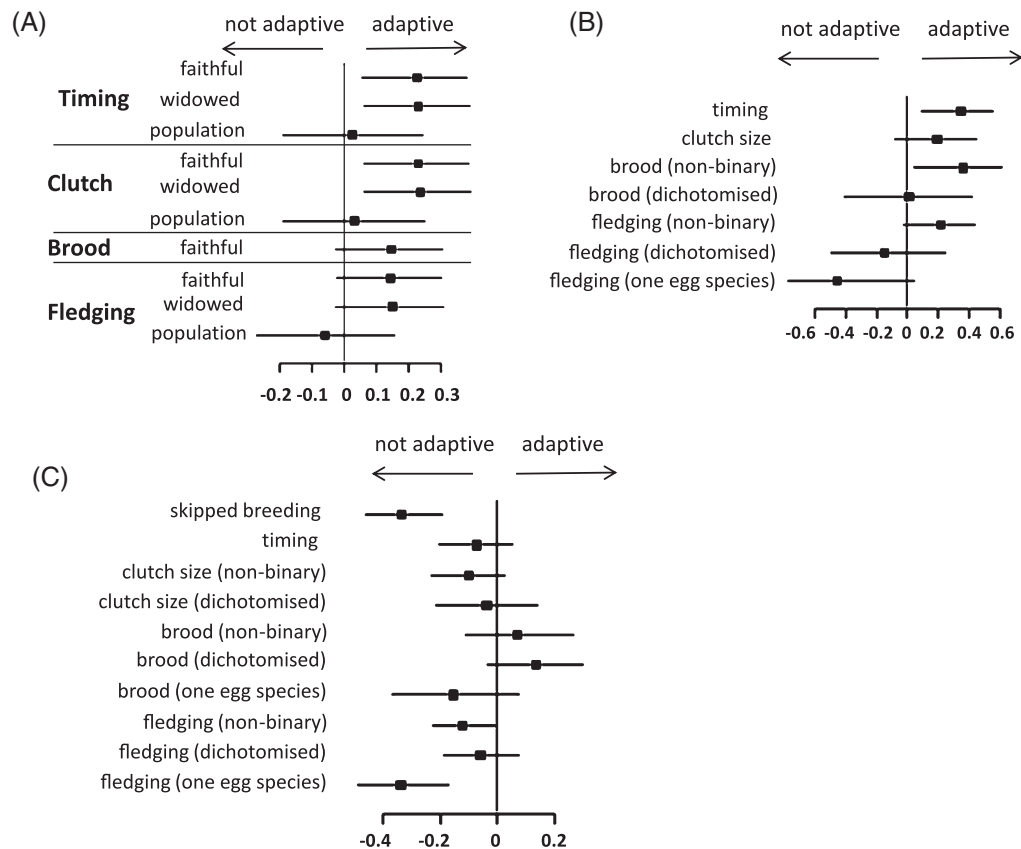 (A)
not adaptive adaptive
Timing
faithful
widowed
population
Clutch
faithful
widowed
population
Brood
faithful
Fledging
faithful
widowed
population
-0.2 -0.1 0 0.1 0.2 0.3
(B)
not adaptive adaptive
timing
clutch size
brood (non-binary)
brood (dichotomised)
fledging (non-binary)
fledging (dichotomised)
fledging (one egg species)
-0.6 -0.4 -0.2 0 0.2 0.4 0.6
(C)
not adaptive adaptive
skipped breeding
timing
clutch size (non-binary)
clutch size (dichotomised)
brood (non-binary)
brood (dichotomised)
brood (one egg species)
fledging (non-binary)
fledging (dichotomised)
fledging (one egg species)
-0.4 -0.2 0 0.2